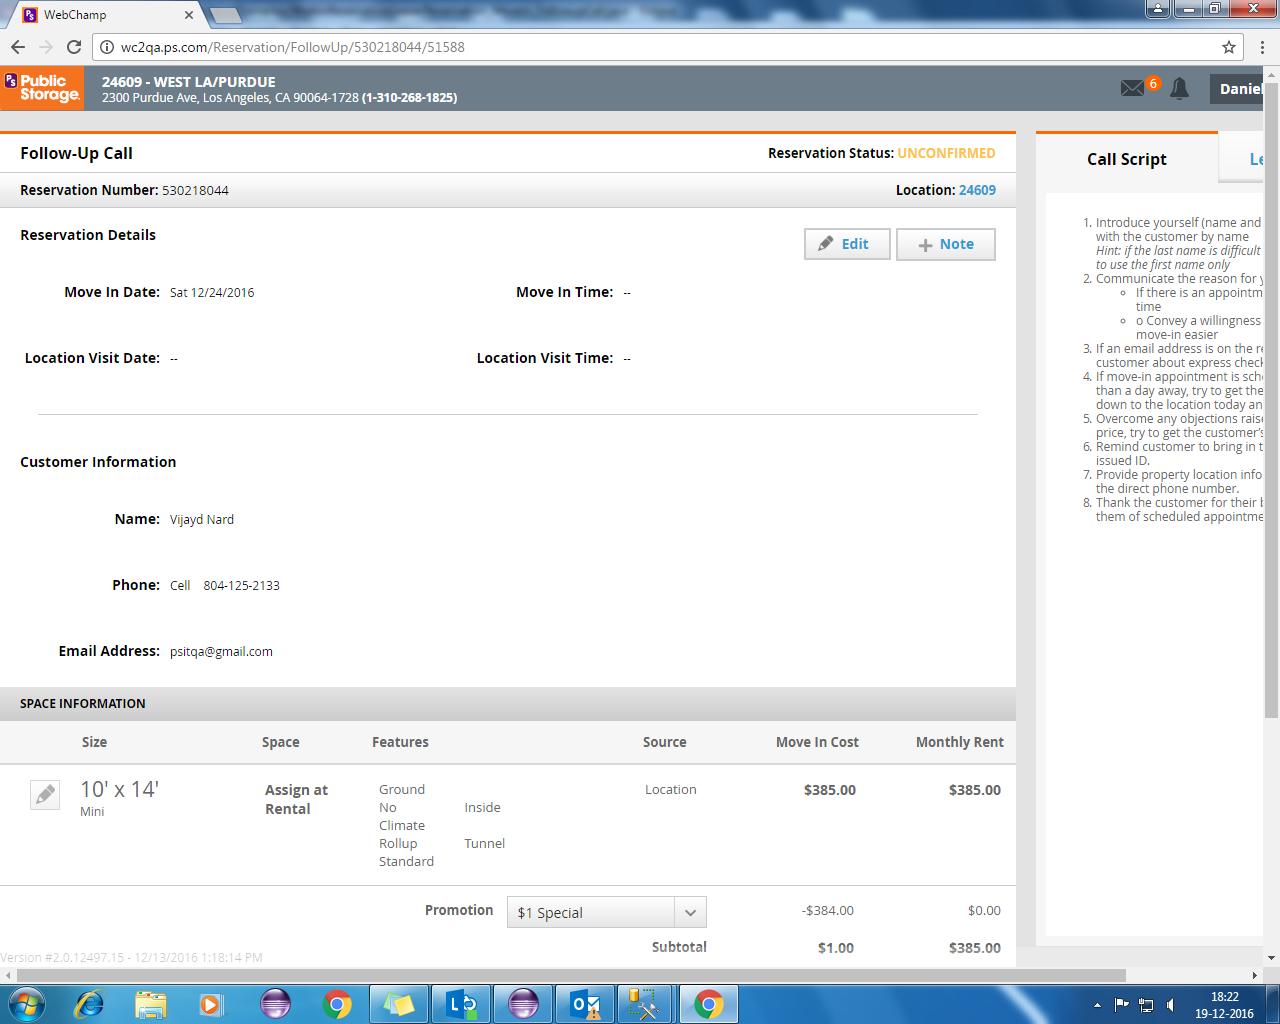 WebChamp
wc2qa.ps.com/Reservation/FollowUp/530218044/51588
PS Public Storage.
24609 - WEST LA/PURDUE
2300 Purdue Ave, Los Angeles, CA 90064-1728 (1-310-268-1825)
6
Daniel
Follow-Up Call
Reservation Status: UNCONFIRMED
Reservation Number: 530218044
Location: 24609
Reservation Details
Edit
Note
Move In Date: Sat 12/24/2016
Move In Time: --
Location Visit Date: --
Location Visit Time: --
Customer Information
Name: Vijayd Nard
Phone: Cell 804-125-2133
Email Address: psitqa@gmail.com
SPACE INFORMATION
Size Space Features Source Move In Cost Monthly Rent
10' x 14'
Mini
Assign at
Rental
Ground
No Inside
Climate
Rollup Tunnel
Standard
Location
$385.00
$385.00
Promotion $1 Special -$384.00 $0.00
Subtotal $1.00 $385.00
Version #2.0.12497.15 - 12/13/2016 1:18:14 PM
Call Script
1. Introduce yourself (name and
with the customer by name
Hint: if the last name is difficult
to use the first name only
2. Communicate the reason for
If there is an appointm
time
o Convey a willingness
move-in easier
3. If an email address is on the
customer about express check
4. If move-in appointment is sch
than a day away, try to get the
down to the location today an
5. Overcome any objections rais
price, try to get the customer's
6. Remind customer to bring in
issued ID.
7. Provide property location info
the direct phone number.
8. Thank the customer for their
them of scheduled appointme
18:22
19-12-2016